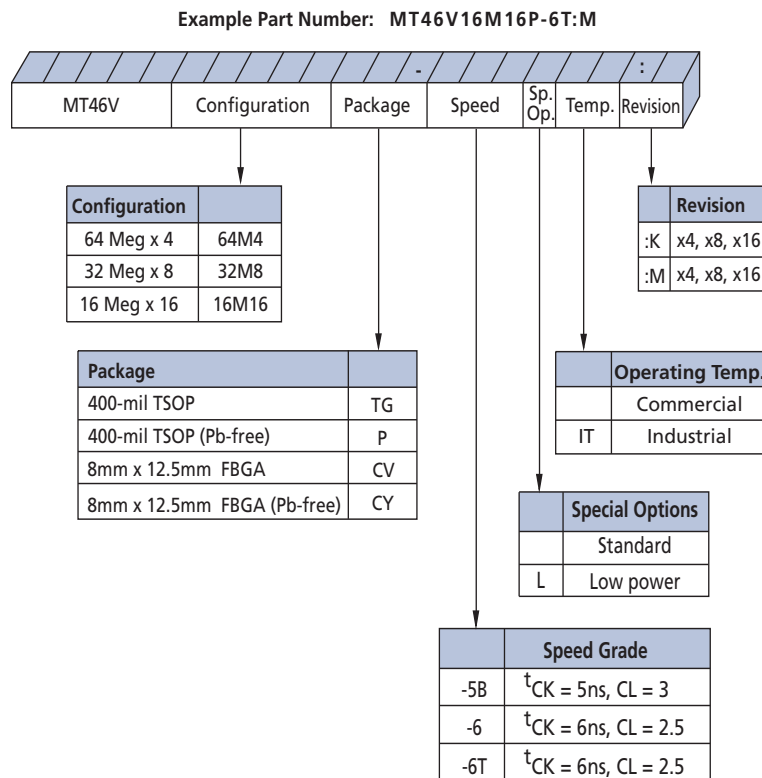 Example Part Number: MT46V16M16P-6T:M
- :
MT46V Configuration Package Speed Sp. Op. Temp. Revision
Configuration
64 Meg x 4 64M4
32 Meg x 8 32M8
16 Meg x 16 16M16
Revision
:K x4, x8, x16
:M x4, x8, x16
Package
400-mil TSOP TG
400-mil TSOP (Pb-free) P
8mm x 12.5mm FBGA CV
8mm x 12.5mm FBGA (Pb-free) CY
Operating Temp.
Commercial
IT Industrial
Special Options
Standard
L Low power
Speed Grade
-5B tCK = 5ns, CL = 3
-6 tCK = 6ns, CL = 2.5
-6T tCK = 6ns, CL = 2.5